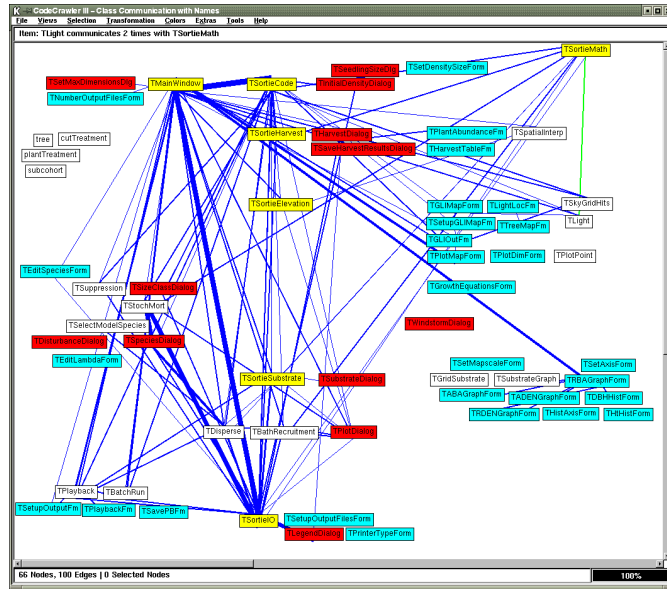 CodeCrawler III – Class Communication with Names
File Views Selection Transformation Colors Extras Tools Help
Item: TLight communicates 2 times with TSortieMath
TSortieMath
TSeedlingSizeDlg TSetDensitySizeForm
TSetMaxDimensionsDlg TMainWindow TSortieCode TInitialDensityDialog
TNumberOutputFilesForm
TSortieHarvest THarvestDialog TPlantAbundanceFm TSpatialInterp
tree cutTreatment
TSaveHarvestResultsDialog THarvestTableFm
plantTreatment
subcohort
TSortieElevation TGLIMapForm TLightLocFm TSkyGridHits
TSetupGLIMapFm TTreeMapFm TLight
TGLIOutFm
TPlotMapForm TPlotDimForm TPlotPoint
TEditSpeciesForm
TSuppression TSizeClassDialog TGrowthEquationsForm
TStochMort
TSelectModelSpecies TWindstormDialog
TDisturbanceDialog TSpeciesDialog
TEditLambdaForm TSetMapscaleForm TSetAxisForm
TSortieSubstrate TSubstrateDialog TGridSubstrate TSubstrateGraph TRBAGraphForm
TABAGraphForm TADENGraphForm TDBHHistForm
TRDENGraphForm THistAxisForm THtHistForm
TDisperse TBathRecruitment TPlotDialog
TPlayback TBatchRun
TSetupOutputFm TPlaybackFm TSavePBFm TSortieIO TSetupOutputFilesForm
TLegendDialog TPrinterTypeForm
66 Nodes, 100 Edges | 0 Selected Nodes 100%